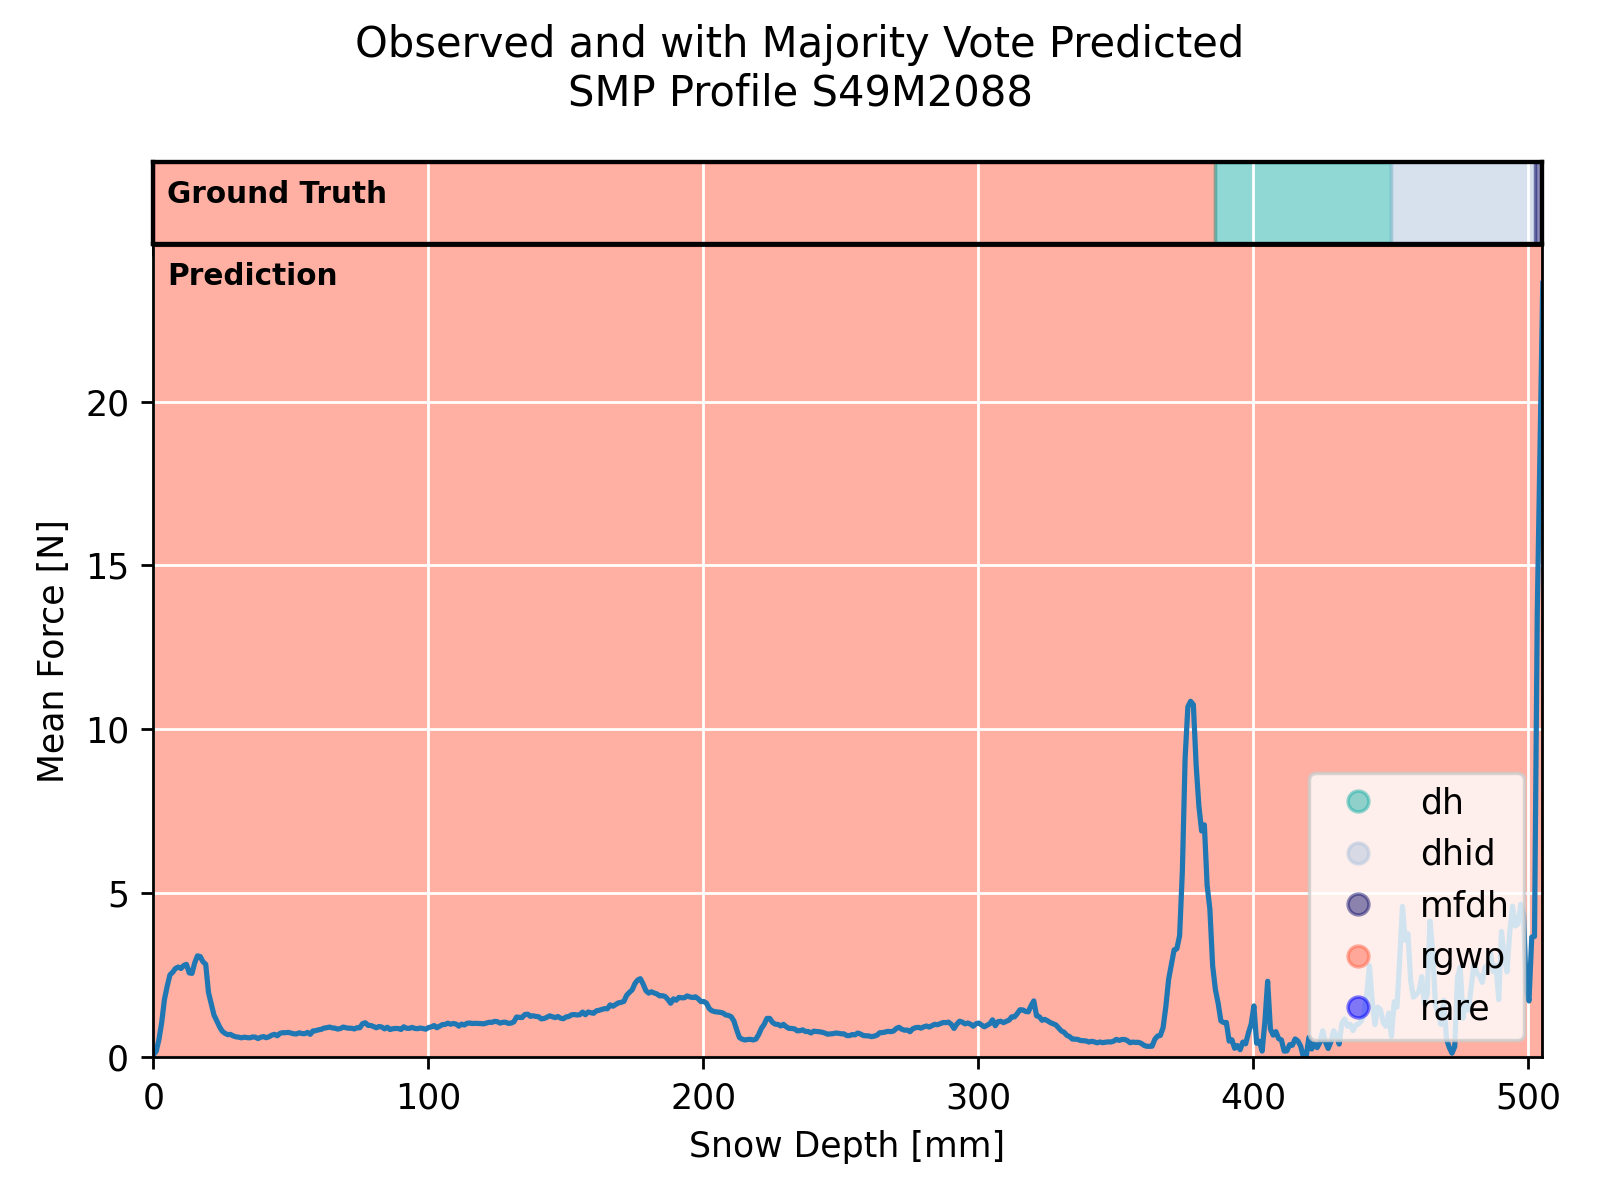 Observed and with Majority Vote Predicted
SMP Profile S49M2088
Ground Truth
Prediction
20
15
10
5
0
Mean Force [N]
dh
dhid
mfdh
rgwp
rare
0 100 200 300 400 500
Snow Depth [mm]